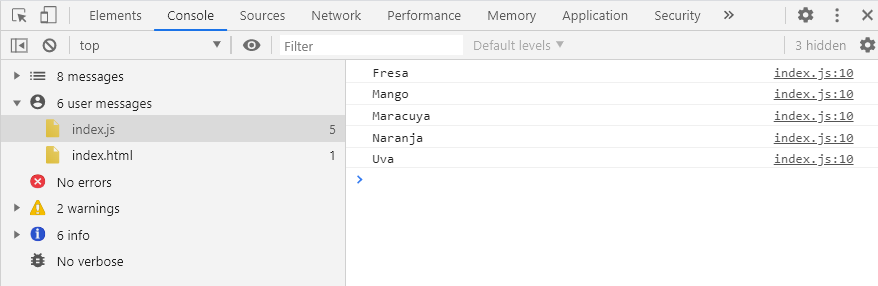 Elements Console Sources Network Performance Memory Application Security »
top Filter Default levels 3 hidden
8 messages
6 user messages
index.js 5
index.html 1
No errors
2 warnings
6 info
No verbose
Fresa index.js:10
Mango index.js:10
Maracuya index.js:10
Naranja index.js:10
Uva index.js:10